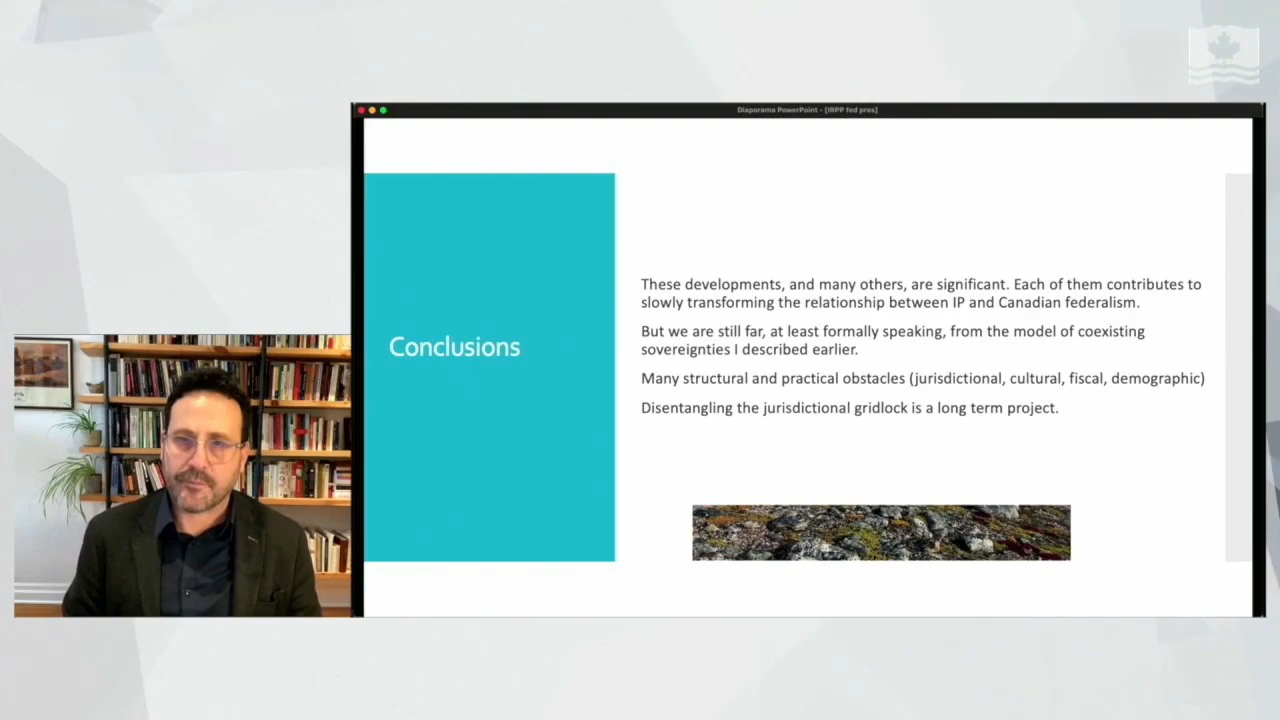 Diaporama PowerPoint - [IRPP fed pres]
Conclusions
These developments, and many others, are significant. Each of them contributes to
slowly transforming the relationship between IP and Canadian federalism.
But we are still far, at least formally speaking, from the model of coexisting
sovereignties I described earlier.
Many structural and practical obstacles (jurisdictional, cultural, fiscal, demographic)
Disentangling the jurisdictional gridlock is a long term project.